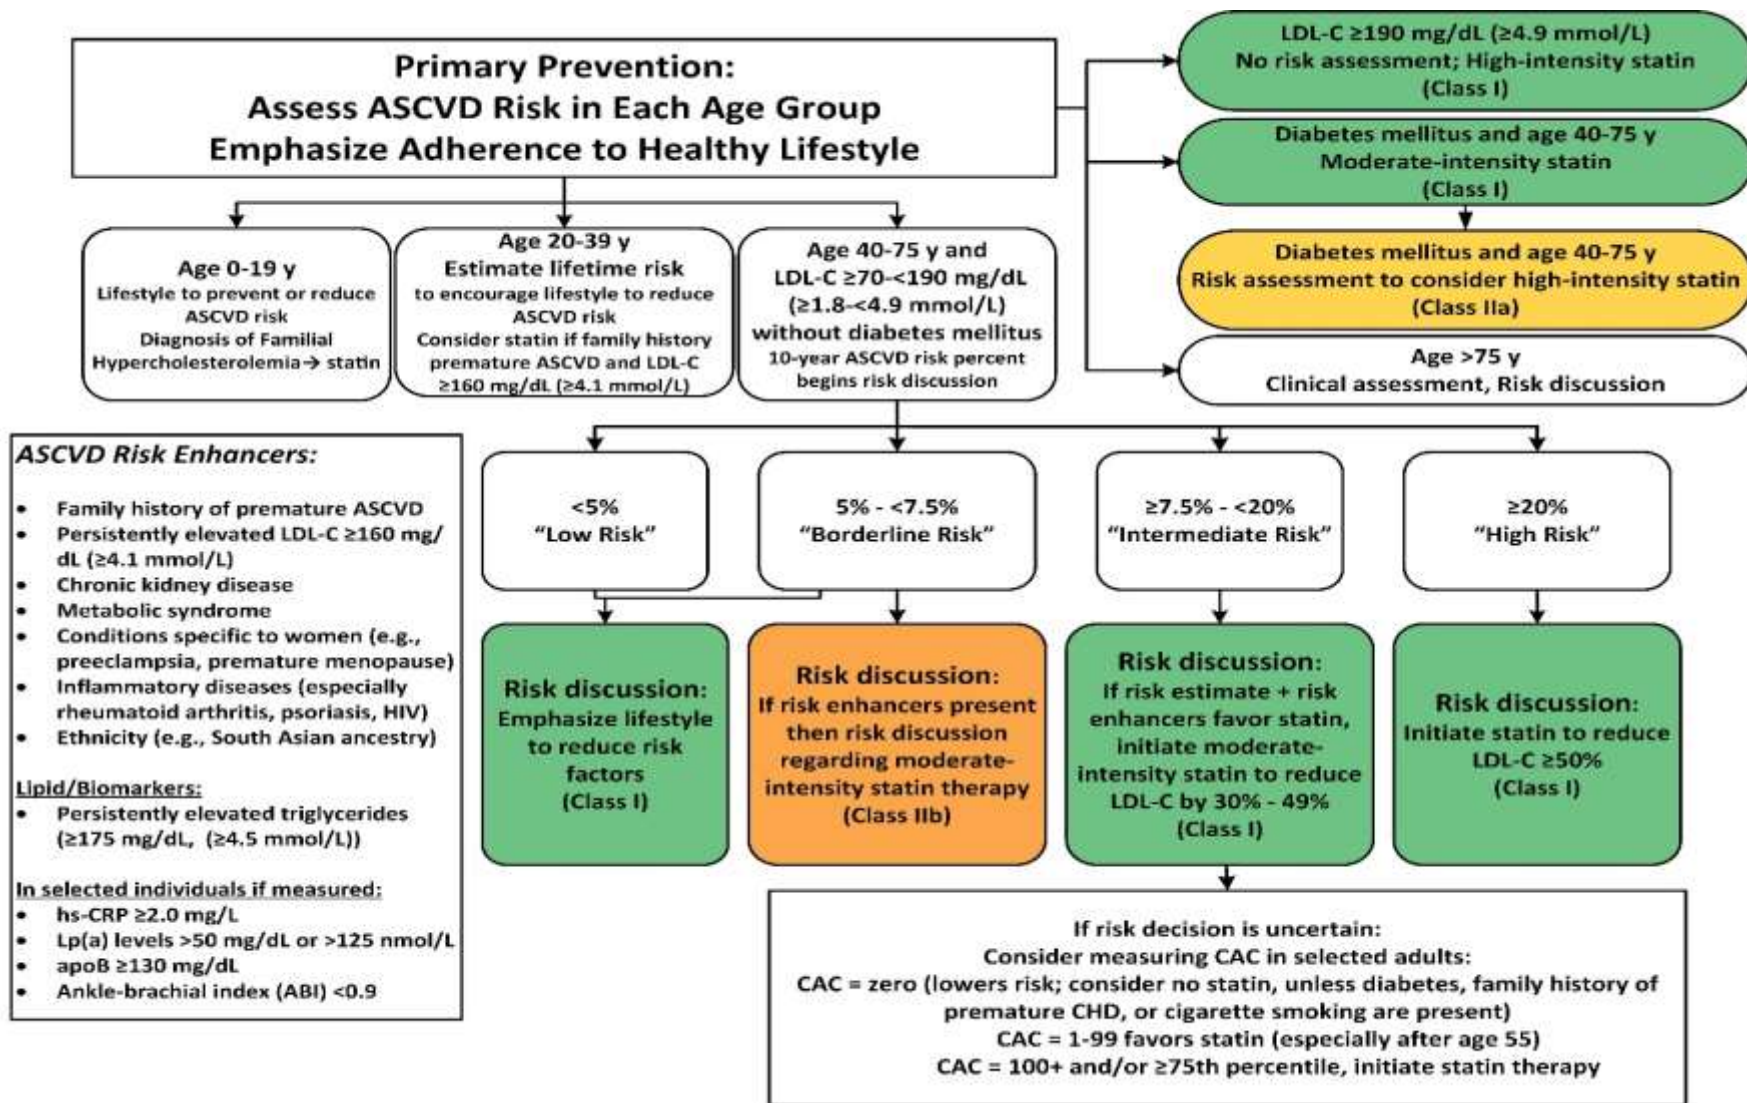 Primary Prevention:
Assess ASCVD Risk in Each Age Group
Emphasize Adherence to Healthy Lifestyle
LDL-C ≥190 mg/dL (≥4.9 mmol/L)
No risk assessment; High-intensity statin
(Class I)
Diabetes mellitus and age 40-75 y
Moderate-intensity statin
(Class I)
Diabetes mellitus and age 40-75 y
Risk assessment to consider high-intensity statin
(Class IIa)
Age >75 y
Clinical assessment, Risk discussion
Age 0-19 y
Lifestyle to prevent or reduce
ASCVD risk
Diagnosis of Familial
Hypercholesterolemia→ statin
Age 20-39 y
Estimate lifetime risk
to encourage lifestyle to reduce
ASCVD risk
Consider statin if family history
premature ASCVD and LDL-C
≥160 mg/dL (≥4.1 mmol/L)
Age 40-75 y and
LDL-C ≥70-<190 mg/dL
(≥1.8-<4.9 mmol/L)
without diabetes mellitus
10-year ASCVD risk percent
begins risk discussion
ASCVD Risk Enhancers:
• Family history of premature ASCVD
• Persistently elevated LDL-C ≥160 mg/
dL (≥4.1 mmol/L)
• Chronic kidney disease
• Metabolic syndrome
• Conditions specific to women (e.g.,
preeclampsia, premature menopause)
• Inflammatory diseases (especially
rheumatoid arthritis, psoriasis, HIV)
• Ethnicity (e.g., South Asian ancestry)
Lipid/Biomarkers:
• Persistently elevated triglycerides
(≥175 mg/dL, (≥4.5 mmol/L))
In selected individuals if measured:
• hs-CRP ≥2.0 mg/L
• Lp(a) levels >50 mg/dL or >125 nmol/L
• apoB ≥130 mg/dL
• Ankle-brachial index (ABI) <0.9
<5%
“Low Risk”
5% - <7.5%
“Borderline Risk”
≥7.5% - <20%
“Intermediate Risk”
≥20%
“High Risk”
Risk discussion:
Emphasize lifestyle
to reduce risk
factors
(Class I)
Risk discussion:
If risk enhancers present
then risk discussion
regarding moderate-
intensity statin therapy
(Class IIb)
Risk discussion:
If risk estimate + risk
enhancers favor statin,
initiate moderate-
intensity statin to reduce
LDL-C by 30% - 49%
(Class I)
Risk discussion:
Initiate statin to reduce
LDL-C ≥50%
(Class I)
If risk decision is uncertain:
Consider measuring CAC in selected adults:
CAC = zero (lowers risk; consider no statin, unless diabetes, family history of
premature CHD, or cigarette smoking are present)
CAC = 1-99 favors statin (especially after age 55)
CAC = 100+ and/or ≥75th percentile, initiate statin therapy